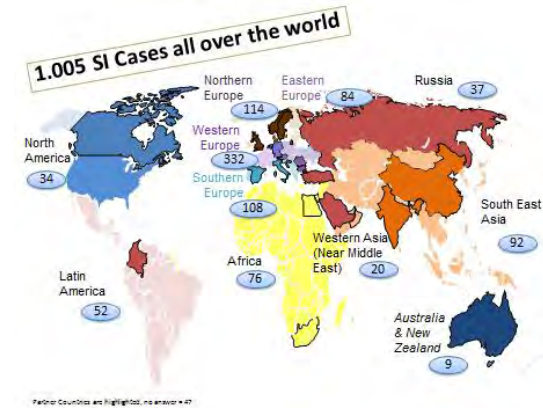 1.005 SI Cases all over the world
Northern
Europe
114
Eastern
Europe
84
Russia
37
North
America
34
Western
Europe
332
Southern
Europe
108
South East
Asia
92
Western Asia
(Near Middle
East)
20
Africa
76
Latin
America
52
Australia
& New
Zealand
9
Partner Countries are highlighted, no answer = 47